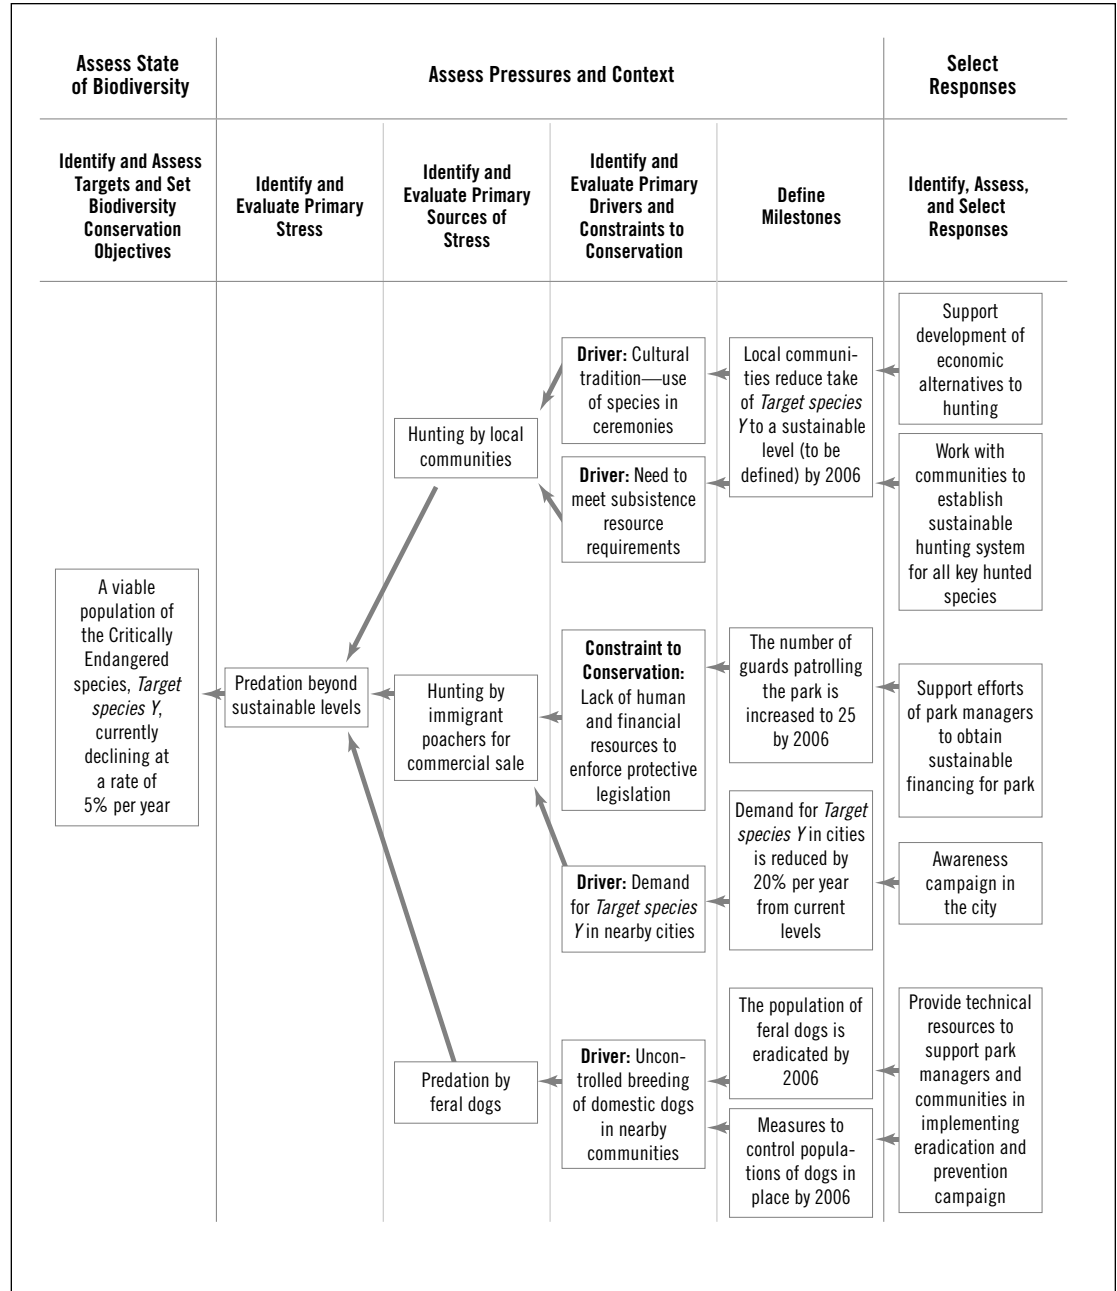 Assess State
of Biodiversity
Assess Pressures and Context
Select
Responses
Identify and Assess
Targets and Set
Biodiversity
Conservation
Objectives
Identify and
Evaluate Primary
Stress
Identify and
Evaluate Primary
Sources of
Stress
Identify and
Evaluate Primary
Drivers and
Constraints to
Conservation
Define
Milestones
Identify, Assess,
and Select
Responses
A viable
population of
the Critically
Endangered
species, Target
species Y,
currently
declining at
a rate of
5% per year
Predation beyond
sustainable levels
Hunting by local
communities
Hunting by
immigrant
poachers for
commercial sale
Predation by
feral dogs
Driver: Cultural
tradition—use
of species in
ceremonies
Driver: Need to
meet subsistence
resource
requirements
Constraint to
Conservation:
Lack of human
and financial
resources to
enforce protective
legislation
Driver: Demand
for Target species
Y in nearby cities
Driver: Uncon-
trolled breeding
of domestic dogs
in nearby
communities
Local communi-
ties reduce take
of Target species
Y to a sustainable
level (to be
defined) by 2006
The number of
guards patrolling
the park is
increased to 25
by 2006
Demand for Target
species Y in cities
is reduced by
20% per year
from current
levels
The population of
feral dogs is
eradicated by
2006
Measures to
control popula-
tions of dogs in
place by 2006
Support
development of
economic
alternatives to
hunting
Work with
communities to
establish
sustainable
hunting system
for all key hunted
species
Support efforts
of park managers
to obtain
sustainable
financing for park
Awareness
campaign in
the city
Provide technical
resources to
support park
managers and
communities in
implementing
eradication and
prevention
campaign